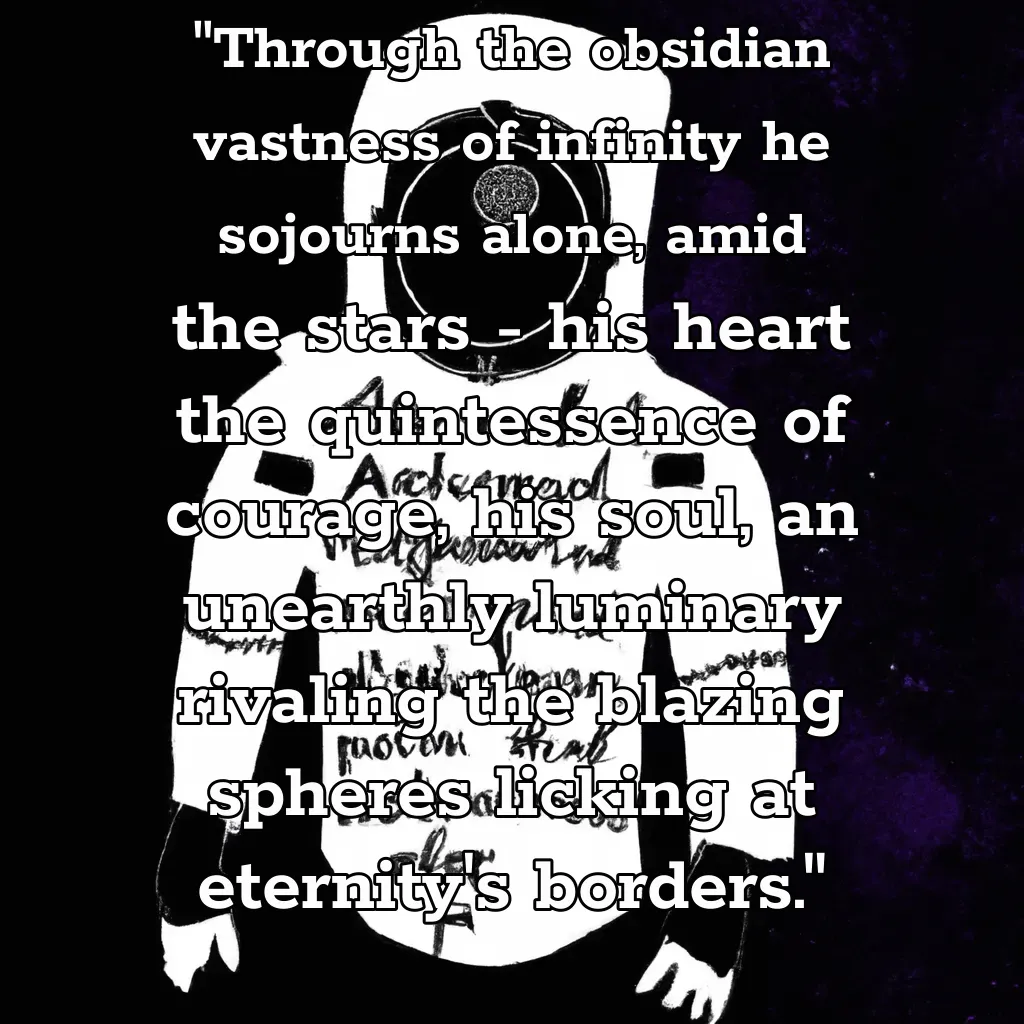 "Through the obsidian
vastness of infinity he
sojourns alone, amid
the stars - his heart
the quintessence of
courage, his soul, an
unearthly luminary
rivaling the blazing
spheres licking at
eternity's borders."